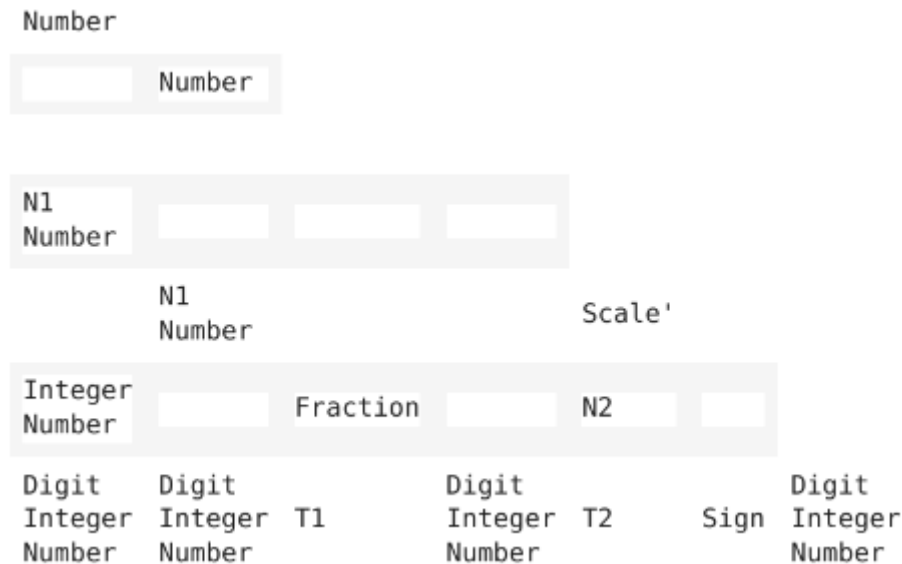 Number
Number
N1
Number
N1
Number Scale'
Integer
Number Fraction N2
Digit Digit Digit Digit
Integer Integer T1 Integer T2 Sign Integer
Number Number Number Number